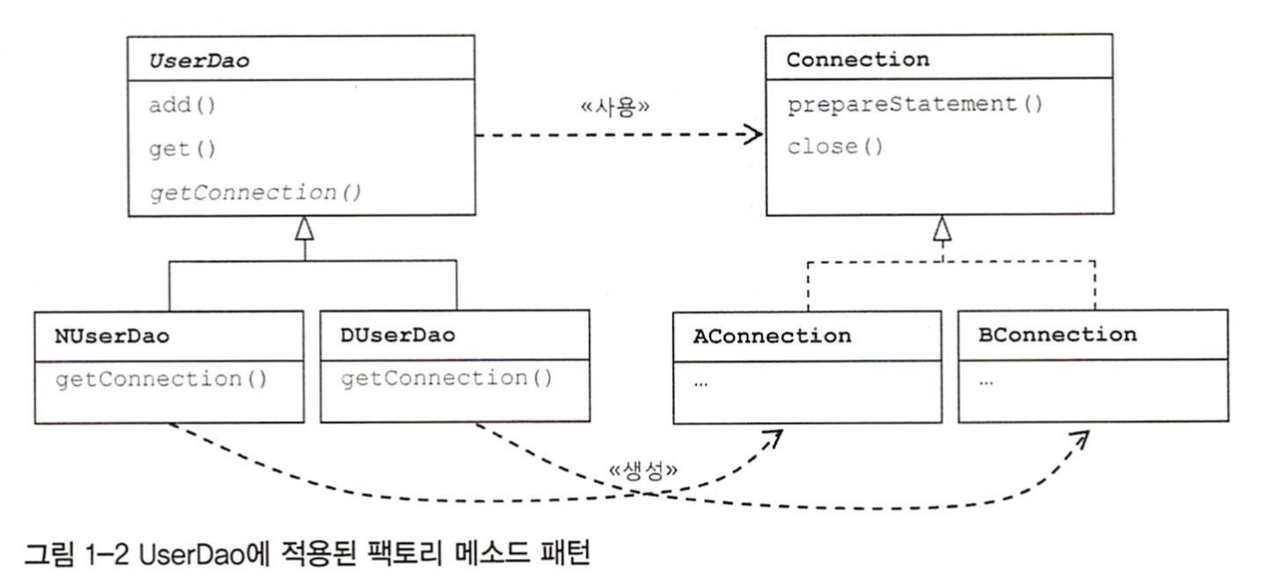 UserDao
add()
get()
getConnection()
«사용»
Connection
prepareStatement()
close()
NUserDao
getConnection()
DUserDao
getConnection()
AConnection
...
BConnection
...
«생성»
그림 1-2 UserDao에 적용된 팩토리 메소드 패턴